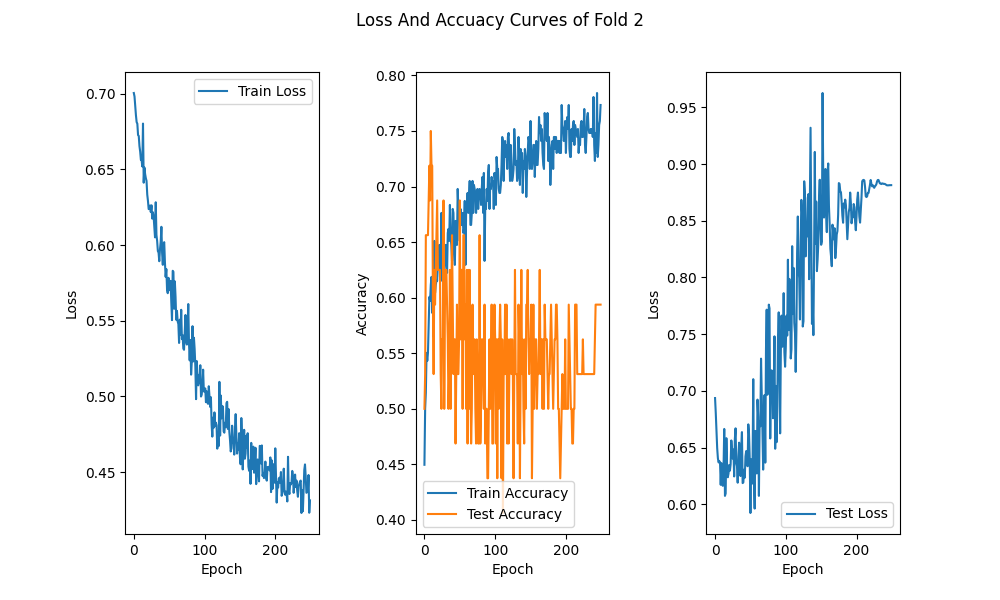 Loss And Accuacy Curves of Fold 2
0.70
0.65
0.60
0.55
0.50
0.45
Loss
0
100
200
Epoch
Train Loss
0.80
0.75
0.70
0.65
0.60
0.55
0.50
0.45
0.40
Accuracy
0
100
200
Epoch
Train Accuracy
Test Accuracy
0.95
0.90
0.85
0.80
0.75
0.70
0.65
0.60
Loss
0
100
200
Epoch
Test Loss